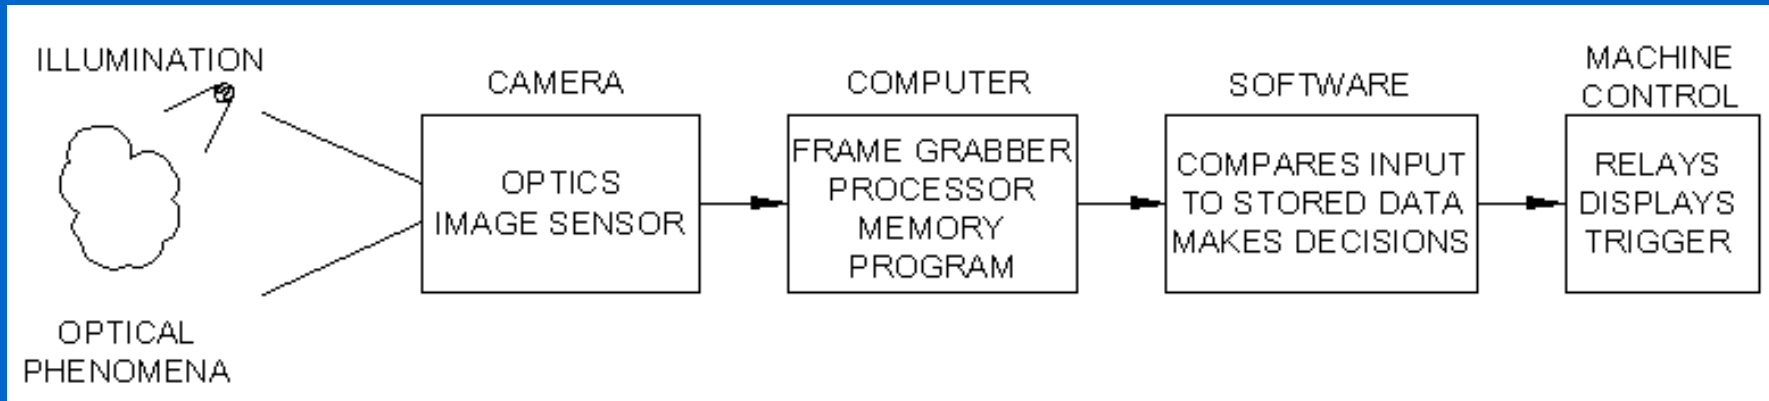 ILLUMINATION
OPTICAL
PHENOMENA
CAMERA
OPTICS
IMAGE SENSOR
COMPUTER
FRAME GRABBER
PROCESSOR
MEMORY
PROGRAM
SOFTWARE
COMPARES INPUT
TO STORED DATA
MAKES DECISIONS
MACHINE
CONTROL
RELAYS
DISPLAYS
TRIGGER